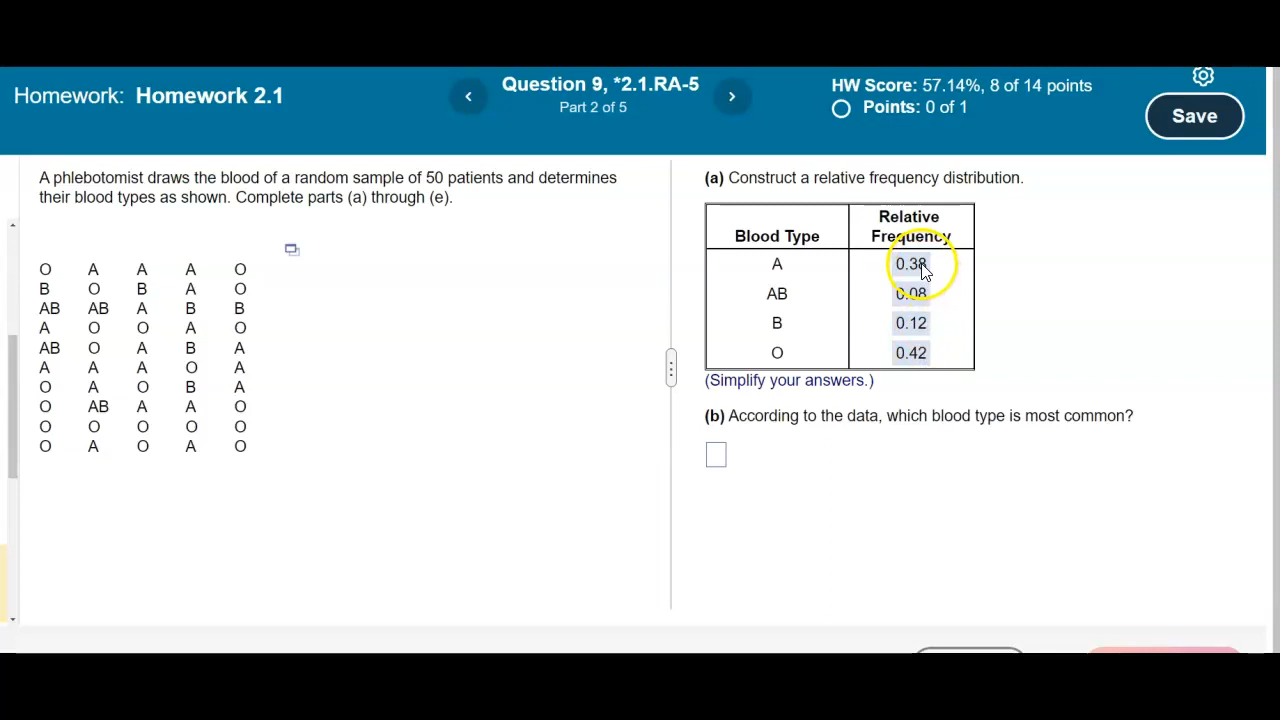 Homework: Homework 2.1
Question 9, *2.1.RA-5
Part 2 of 5
HW Score: 57.14%, 8 of 14 points
Points: 0 of 1
Save
A phlebotomist draws the blood of a random sample of 50 patients and determines
their blood types as shown. Complete parts (a) through (e).
O A A A O
B O B A O
AB AB A B B
A O O A O
AB O A B A
A A A O A
O A O B A
O AB A A O
O O O O O
O A O A O
(a) Construct a relative frequency distribution.
Blood Type Relative Frequency
A 0.38
AB 0.08
B 0.12
O 0.42
(Simplify your answers.)
(b) According to the data, which blood type is most common?